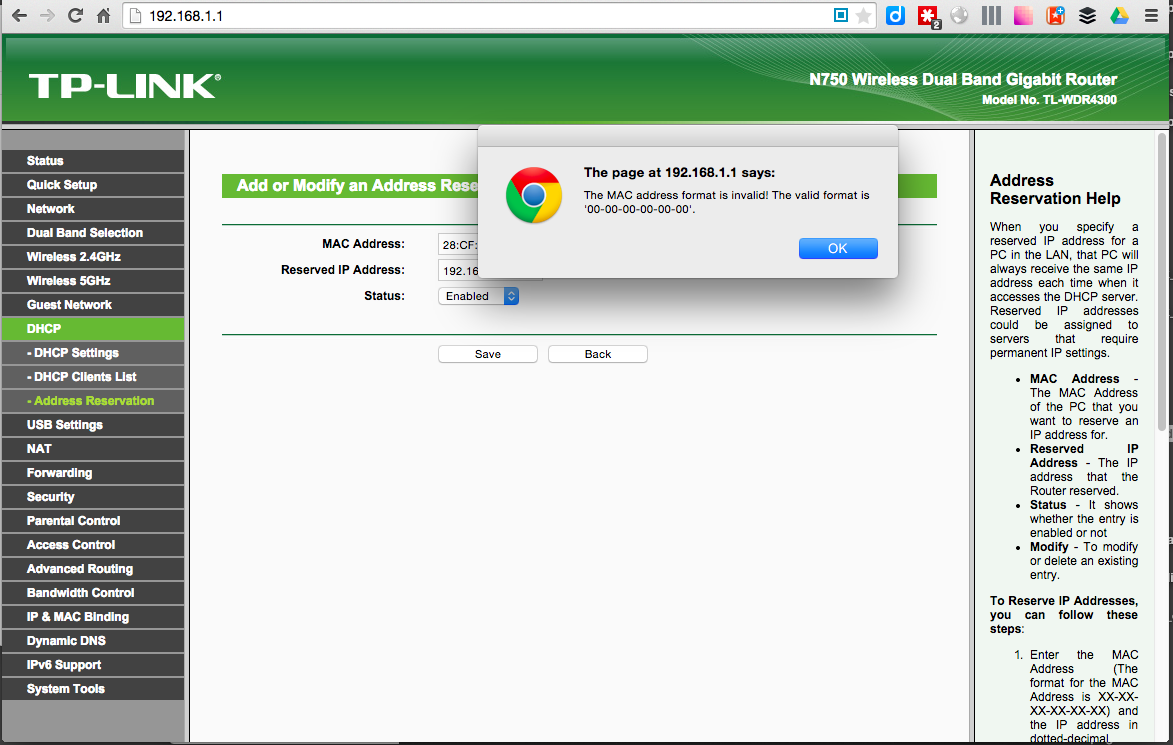 192.168.1.1
2
TP-LINK®
N750 Wireless Dual Band Gigabit Router
Model No. TL-WDR4300
Status
Quick Setup
Network
Dual Band Selection
Wireless 2.4GHz
Wireless 5GHz
Guest Network
DHCP
- DHCP Settings
- DHCP Clients List
- Address Reservation
USB Settings
NAT
Forwarding
Security
Parental Control
Access Control
Advanced Routing
Bandwidth Control
IP & MAC Binding
Dynamic DNS
IPv6 Support
System Tools
Add or Modify an Address Rese
MAC Address:
28:CF:
Reserved IP Address:
192.16
Status:
Enabled
Save
Back
The page at 192.168.1.1 says:
The MAC address format is invalid! The valid format is
'00-00-00-00-00-00'.
OK
Address
Reservation Help
When you specify a
reserved IP address for a
PC in the LAN, that PC will
always receive the same IP
address each time when it
accesses the DHCP server.
Reserved IP addresses
could be assigned to
servers that require
permanent IP settings.
• MAC Address -
The MAC Address
of the PC that you
want to reserve an
IP address for.
• Reserved IP
Address - The IP
address that the
Router reserved.
• Status - It shows
whether the entry is
enabled or not
• Modify - To modify
or delete an existing
entry.
To Reserve IP Addresses,
you can follow these
steps:
1. Enter the MAC
Address (The
format for the MAC
Address is XX-XX-
XX-XX-XX-XX) and
the IP address in
dotted-decimal